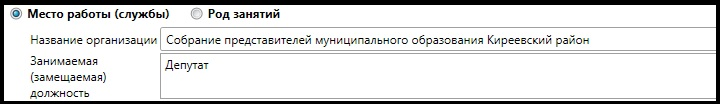 Место работы (службы) Род занятий
Название организации Собрание представителей муниципального образования Киреевский район
Занимаемая Депутат
(замещаемая)
должность